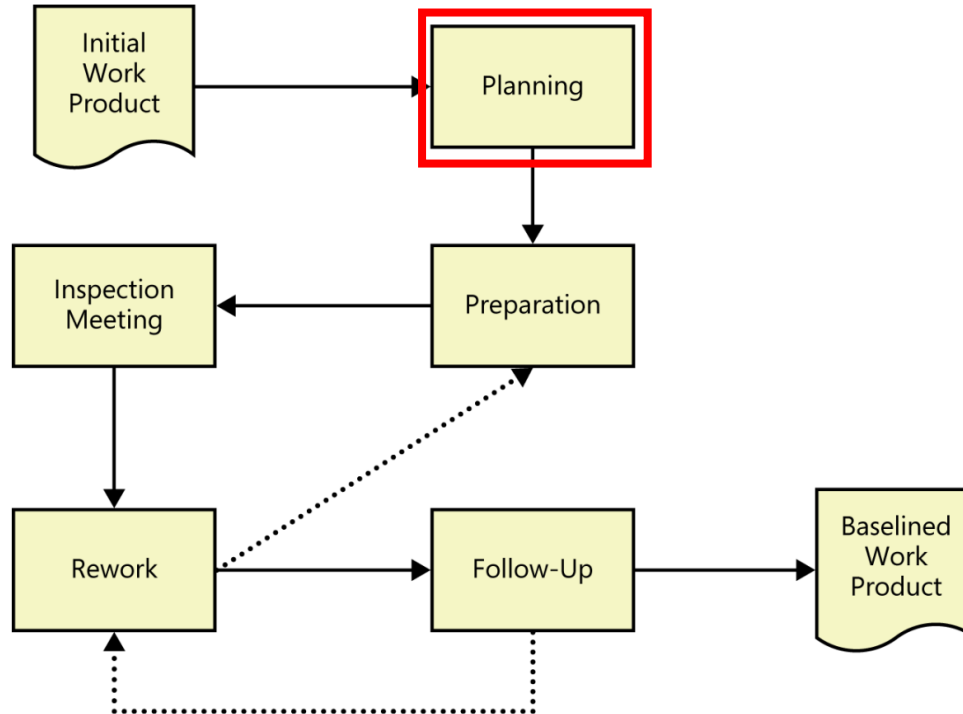 Initial
Work
Product
Planning
Inspection
Meeting
Preparation
Rework
Follow-Up
Baselined
Work
Product